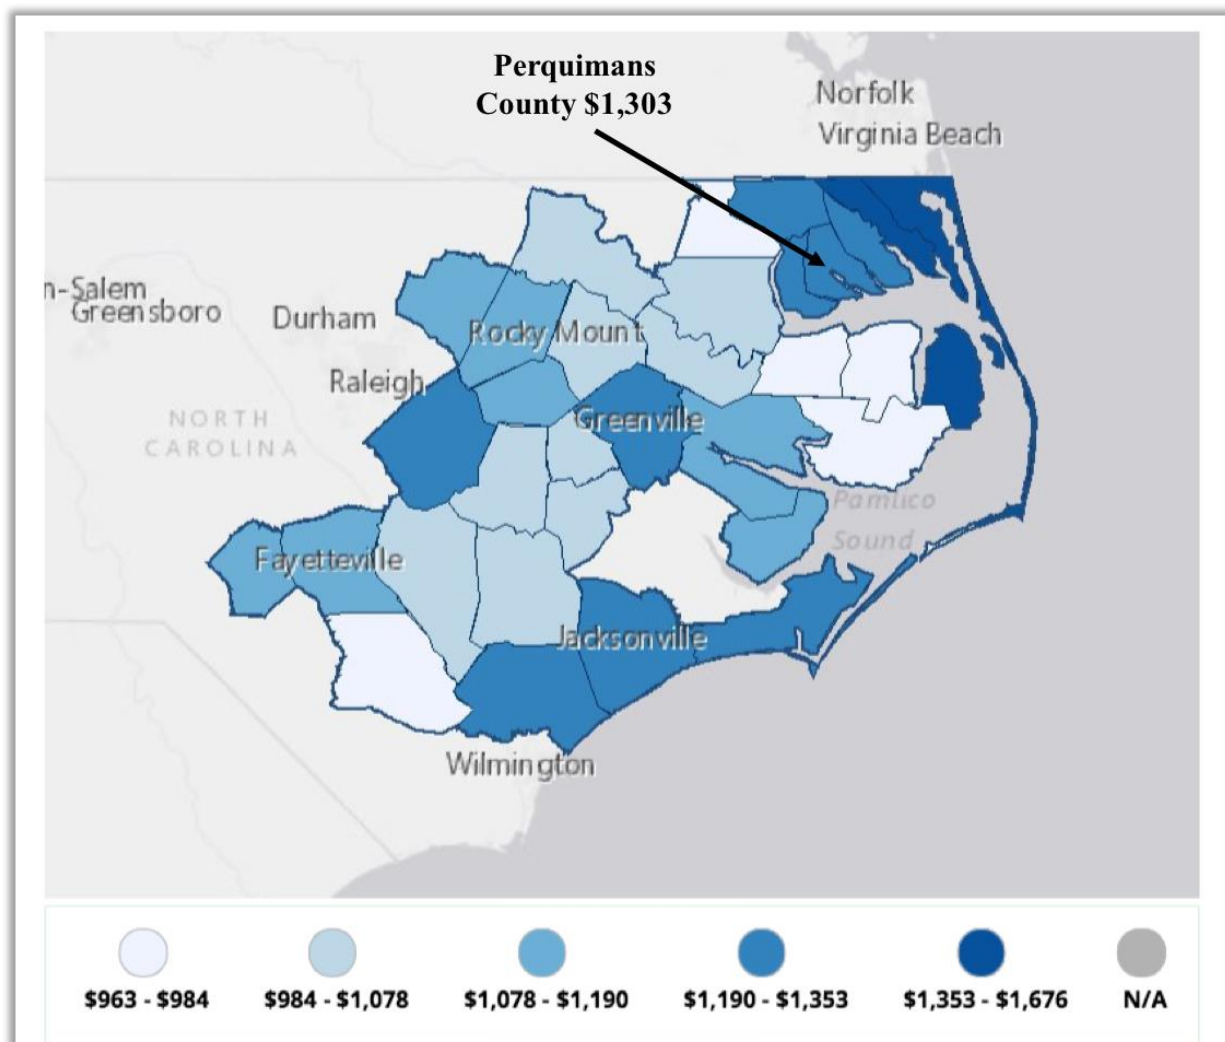 Perquimans
County $1,303
Norfolk
Virginia Beach
n-Salem
Greensboro
Durham
Rocky Mount
Raleigh
NORTH
CAROLINA
Greenville
Pamlico
Sound
Fayetteville
Jacksonville
Wilmington
$963 - $984
$984 - $1,078
$1,078 - $1,190
$1,190 - $1,353
$1,353 - $1,676
N/A